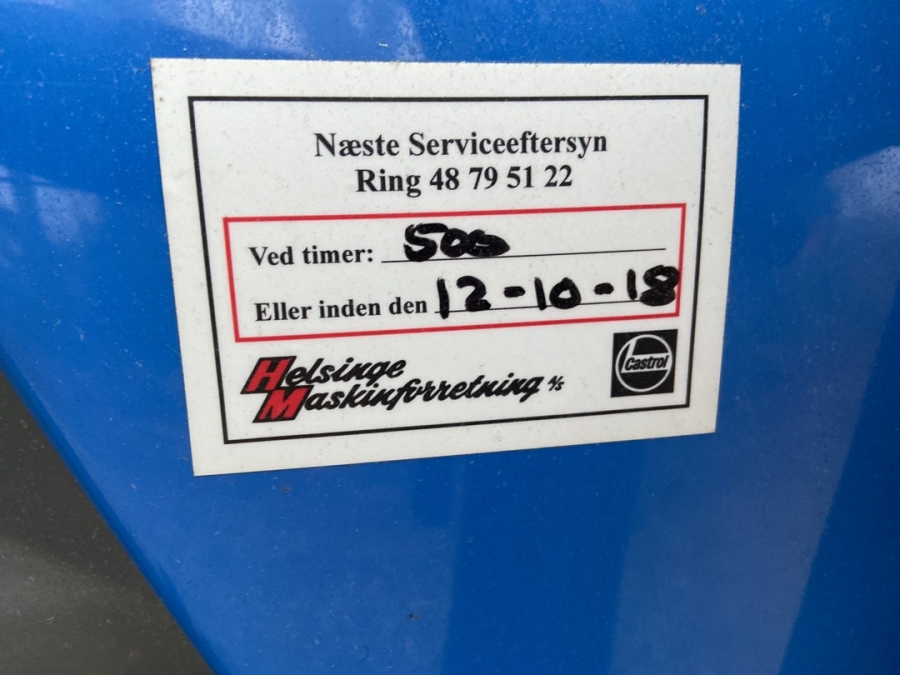 Næste Serviceeftersyn
Ring 48 79 51 22
Ved timer: 500
Eller inden den 12-10-18
Helsinge
Maskinforretning A/S
Castrol